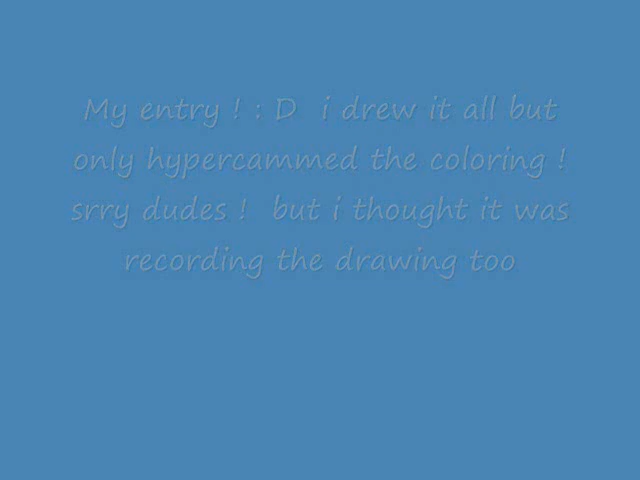 My entry ! : D i drew it all but
only hypercammed the coloring !
srry dudes ! but i thought it was
recording the drawing too